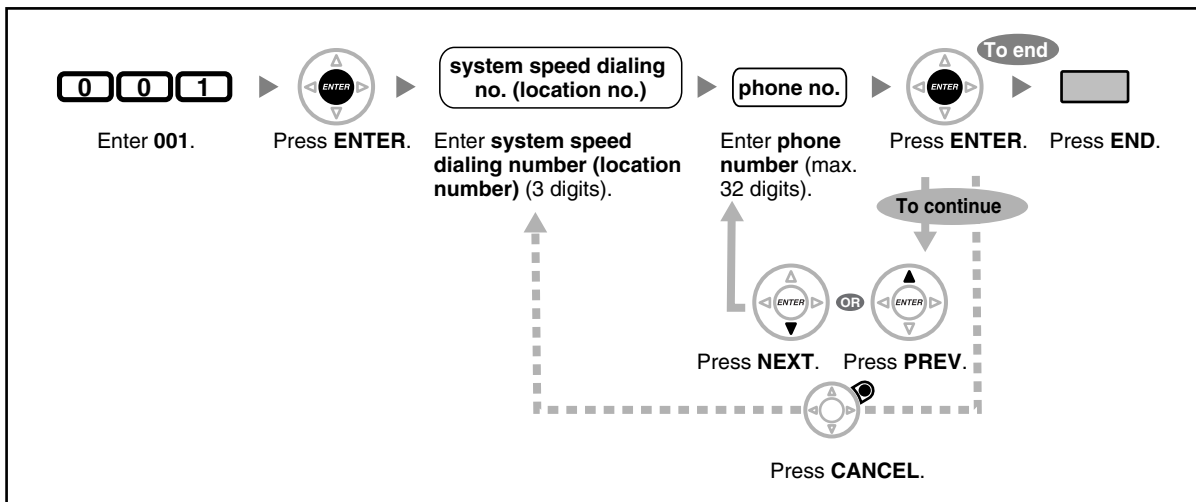 To end
0 0 1
ENTER
system speed dialing
no. (location no.)
phone no.
ENTER
Enter 001.
Press ENTER.
Enter system speed
dialing number (location
number) (3 digits).
Enter phone
number (max.
32 digits).
Press ENTER.
Press END.
To continue
ENTER
OR
ENTER
Press NEXT.
Press PREV.
Press CANCEL.